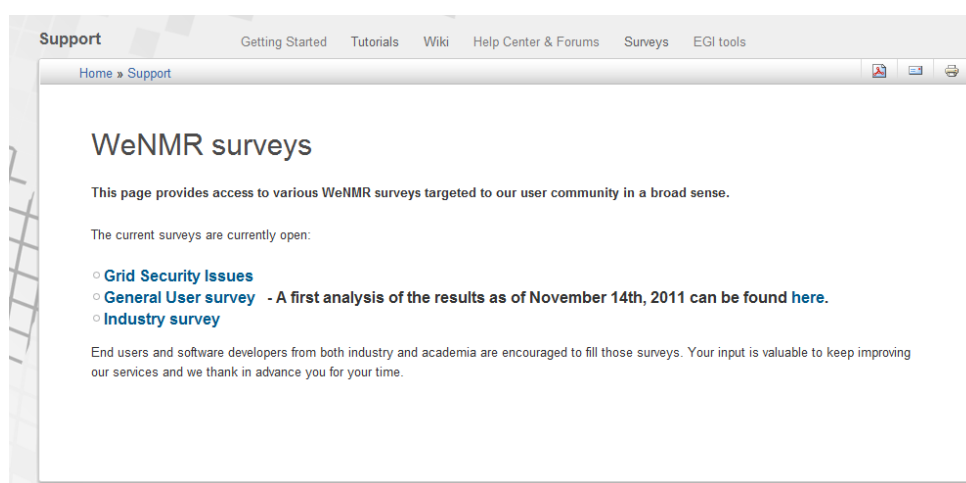 Support
Getting Started Tutorials Wiki Help Center & Forums Surveys EGI tools
Home » Support
WeNMR surveys
This page provides access to various WeNMR surveys targeted to our user community in a broad sense.
The current surveys are currently open:
Grid Security Issues
General User survey - A first analysis of the results as of November 14th, 2011 can be found here.
Industry survey
End users and software developers from both industry and academia are encouraged to fill those surveys. Your input is valuable to keep improving
our services and we thank in advance you for your time.